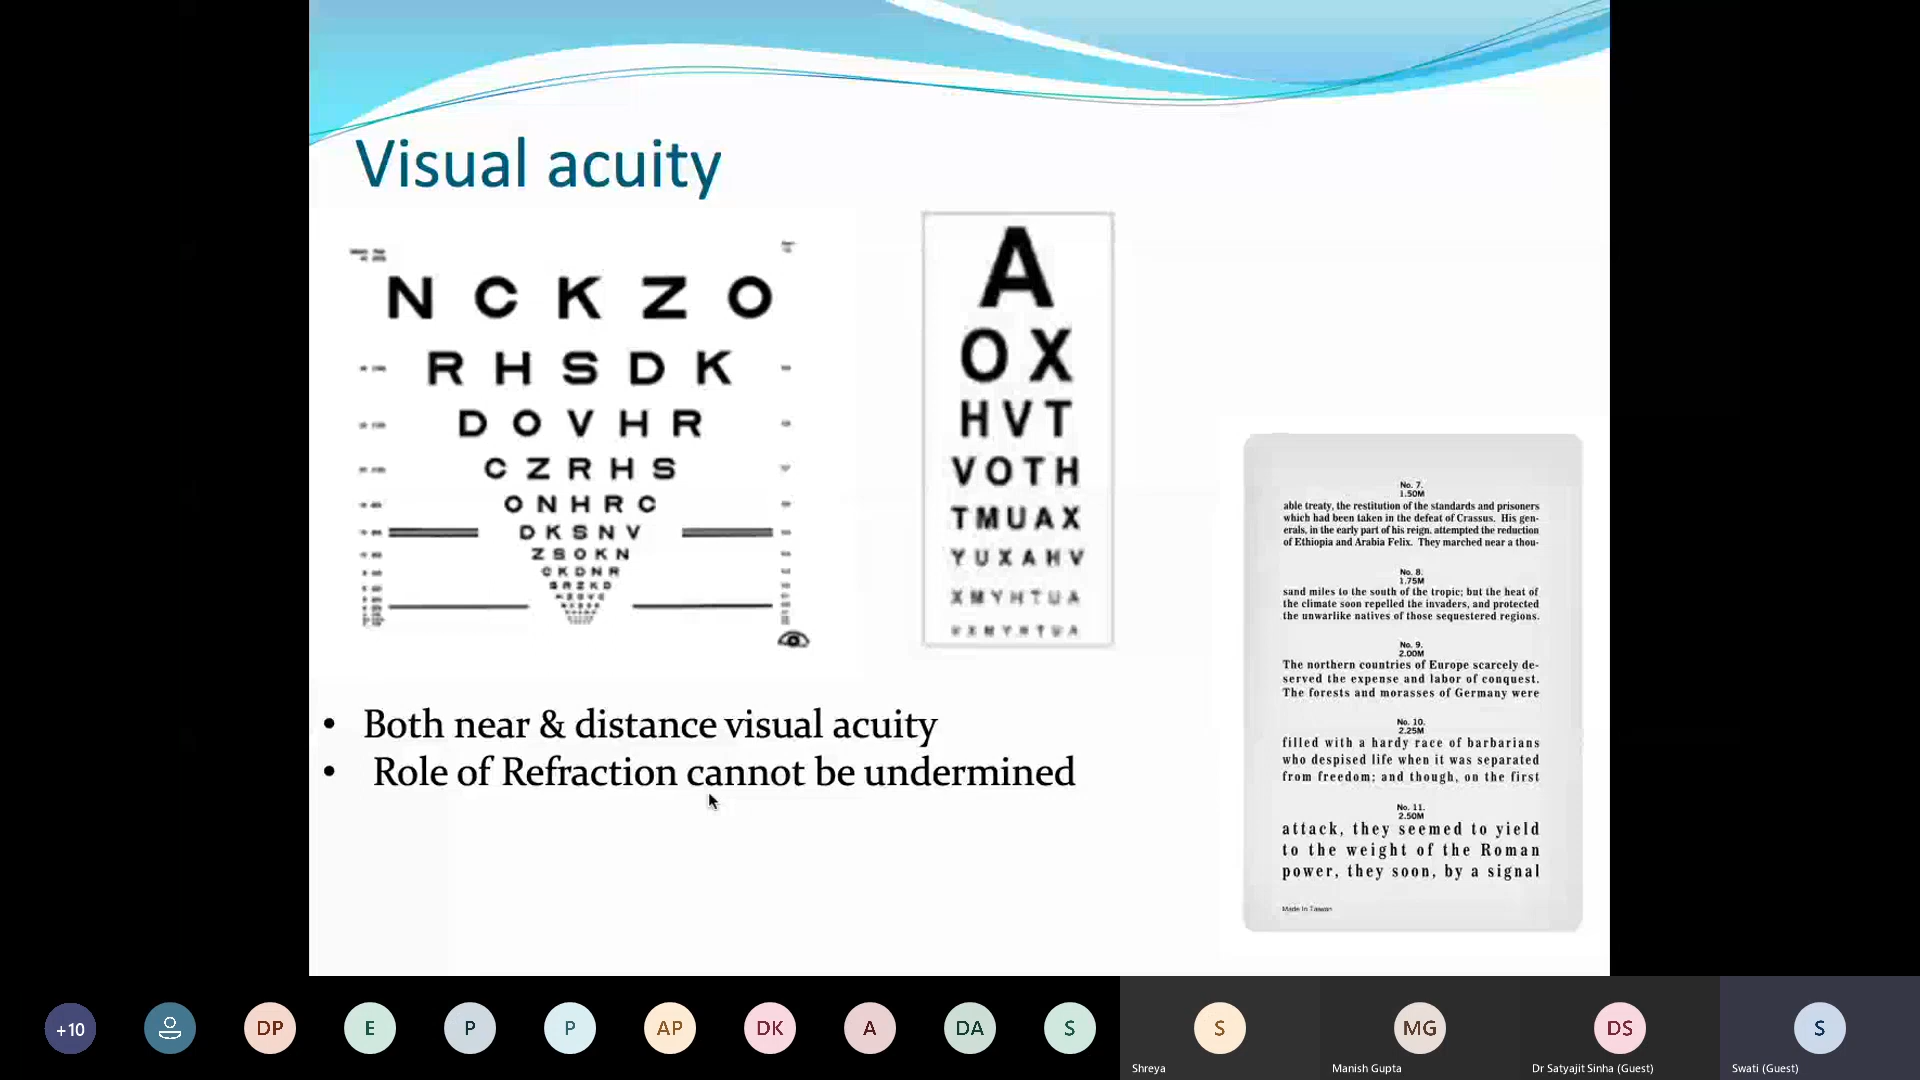 Visual acuity
N C K Z O
R H S D K
D O V H R
C Z R H S
O N H R C
D K S N V
Z S O K N
C K D N R
S R Z K D
A
O X
H V T
V O T H
T M U A X
Y U X A H V
X M Y H T U A
No. 7.
1.50M
able treaty, the restitution of the standards and prisoners
which had been taken in the defeat of Crassus. His gen-
erals, in the early part of his reign, attempted the reduction
of Ethiopia and Arabia Felix. They marched near a thou-
No. 8.
1.75M
sand miles to the south of the tropic; but the heat of
the climate soon repelled the invaders, and protected
the unwarlike natives of those sequestered regions.
No. 9.
2.00M
The northern countries of Europe scarcely de-
served the expense and labor of conquest.
The forests and morasses of Germany were
No. 10.
2.25M
filled with a hardy race of barbarians
who despised life when it was separated
from freedom; and though, on the first
No. 11.
2.50M
attack, they seemed to yield
to the weight of the Roman
power, they soon, by a signal
Made In Taiwan
• Both near & distance visual acuity
• Role of Refraction cannot be undermined
+10
DP
E
P
P
AP
DK
A
DA
S
S
MG
DS
S
Shreya
Manish Gupta
Dr Satyajit Sinha (Guest)
Swati (Guest)